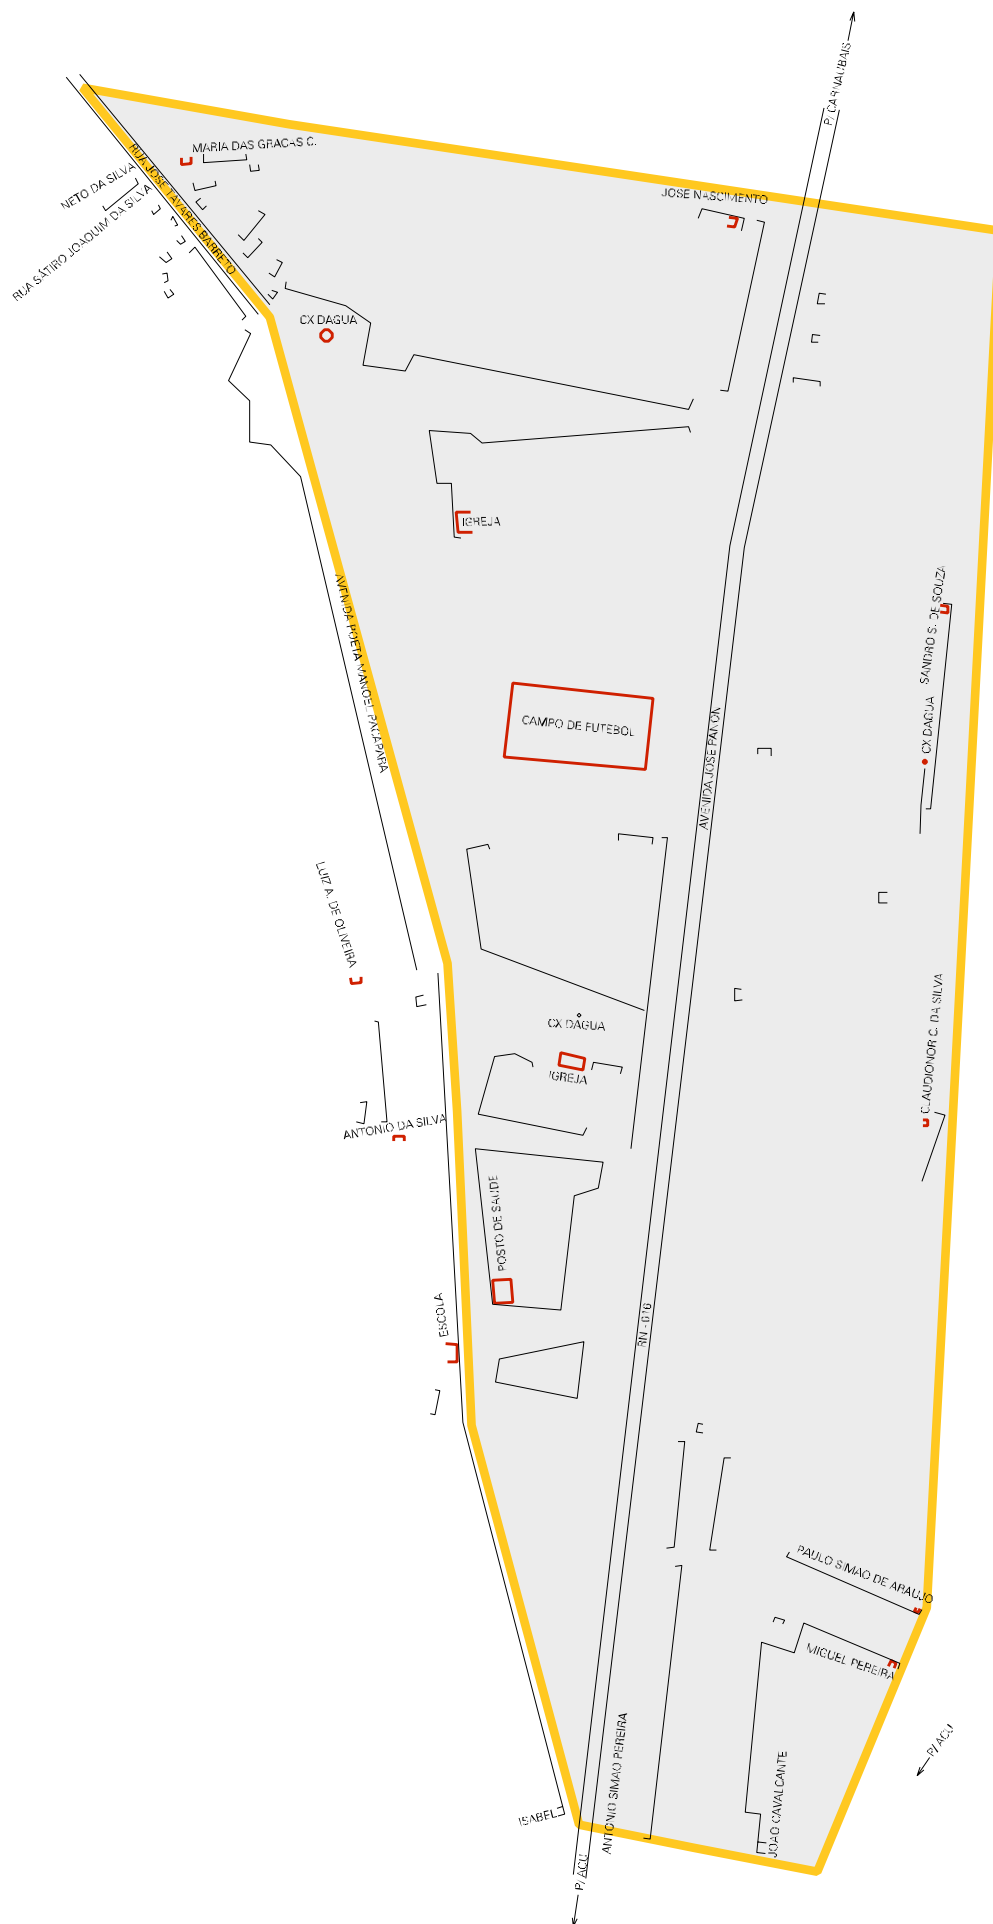 P/ CARNAUBAIS
MARIA DAS GRACAS C.
RUA JOSE TAVARES BARRETO
NETO DA SILVA
RUA SÁTIRO JOAQUIM DA SILVA
JOSE NASCIMENTO
CX DAGUA
IGREJA
AVENIDA POETA MANOEL PACAPARA
SANDRO S. DE SOUZA
CX DAGUA
CAMPO DE FUTEBOL
AVENIDA JOSE PANON
LUIZ A. DE OLIVEIRA
CX DAGUA
IGREJA
CLAUDIONOR C. DA SILVA
ANTONIO DA SILVA
POSTO DE SAUDE
ESCOLA
RN - 016
PAULO SIMAO DE ARAUJO
MIGUEL PEREIRA
P/ ACU
ANTONIO SIMAO PEREIRA
JOAO CAVALCANTE
ISABEL
P/ ACU